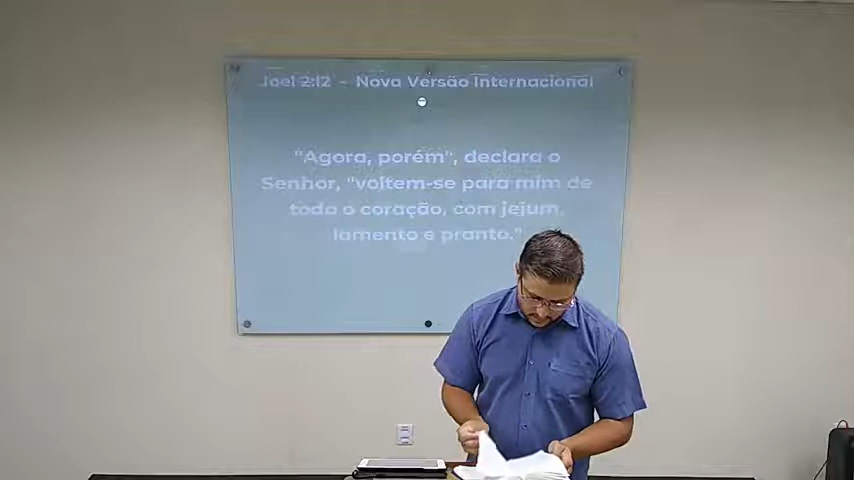 Joel 2:12 - Nova Versão Internacional
"Agora, porém", declara o
Senhor, "voltem-se para mim de
todo o coração, com jejum,
lamento e pranto."